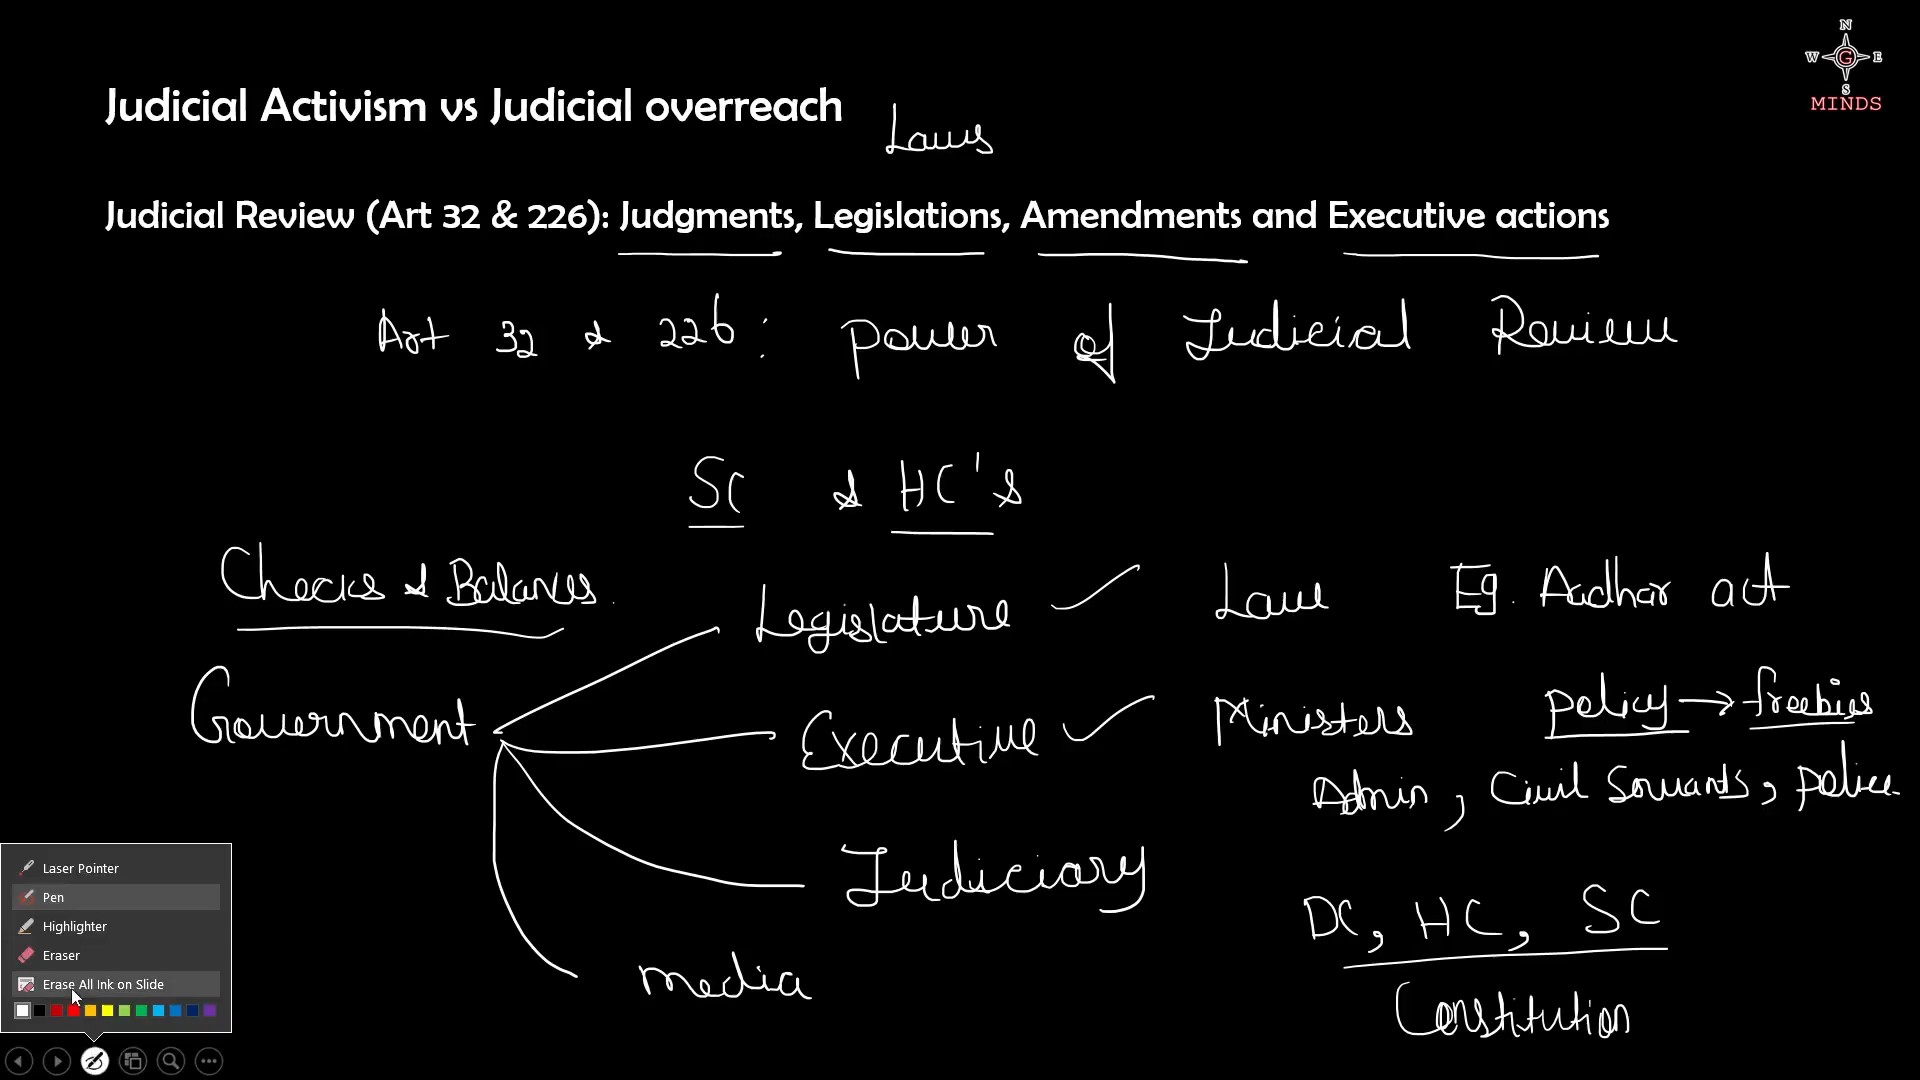 N
W G E
S
MINDS
Judicial Activism vs Judicial overreach
Laws
Judicial Review (Art 32 & 226): Judgments, Legislations, Amendments and Executive actions
Art 32 & 226: Power of Judicial Review
SC & HC's
Checks & Balances.
Legislature Law Eg. Aadhar act
Government
Executive Ministers policy → freebies
Admin, Civil Servants, police
Judiciary
DC, HC, SC
media
Constitution
Laser Pointer
Pen
Highlighter
Eraser
Erase All Ink on Slide